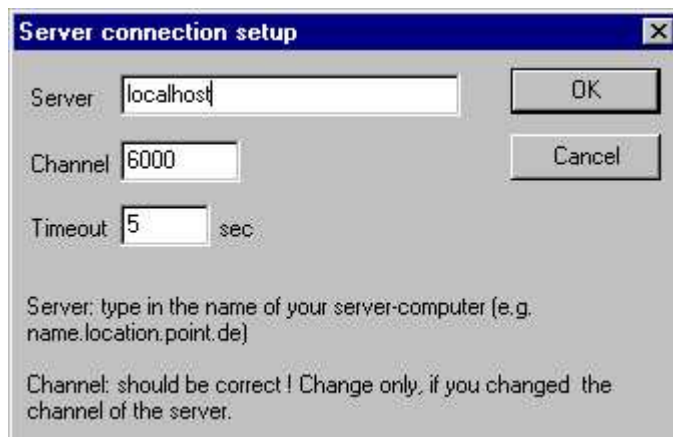 Server connection setup
Server localhost OK
Channel 6000 Cancel
Timeout 5 sec
Server: type in the name of your server-computer (e.g.
name.location.point.de)
Channel: should be correct ! Change only, if you changed the
channel of the server.